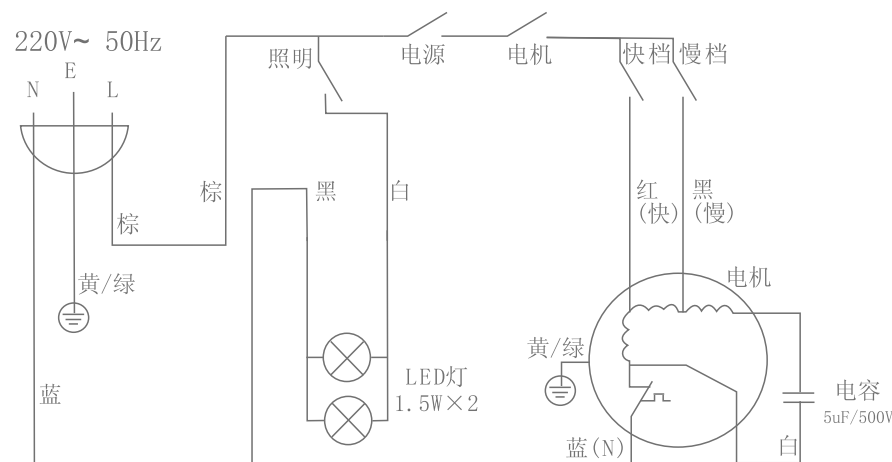 220V~ 50Hz
E
N
L
照明
电源
电机
快档
慢档
棕
棕
黑
白
红
(快)
黑
(慢)
黄/绿
电机
黄/绿
LED灯
1.5W×2
蓝
电容
5uF/500V
蓝(N)
白